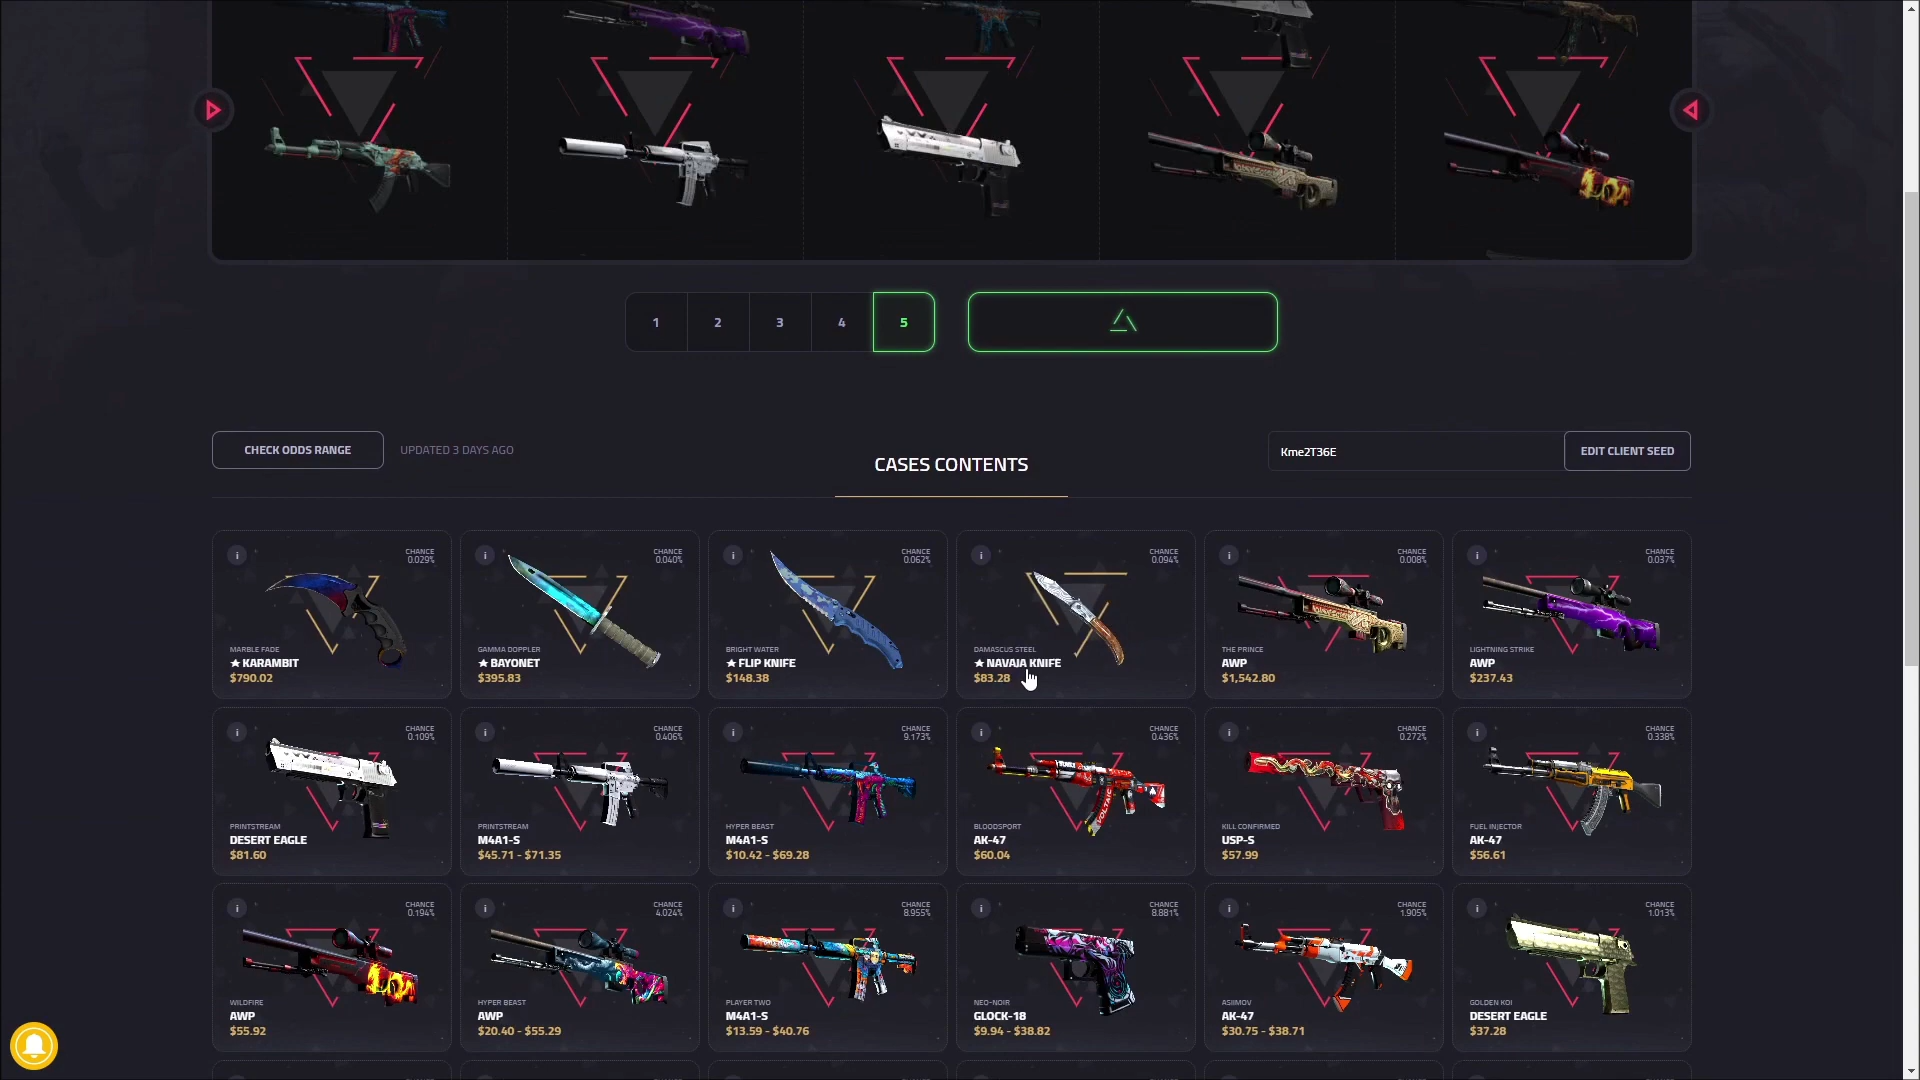 1
2
3
4
5
CHECK ODDS RANGE
UPDATED 3 DAYS AGO
CASES CONTENTS
Kme2T36E
EDIT CLIENT SEED
CHANCE
0.029%
MARBLE FADE
★ KARAMBIT
$790.02
CHANCE
0.040%
GAMMA DOPPLER
★ BAYONET
$395.83
CHANCE
0.062%
BRIGHT WATER
★ FLIP KNIFE
$148.38
CHANCE
0.094%
DAMASCUS STEEL
★ NAVAJA KNIFE
$83.28
CHANCE
0.008%
THE PRINCE
AWP
$1,542.80
CHANCE
0.037%
LIGHTNING STRIKE
AWP
$237.43
CHANCE
0.109%
PRINTSTREAM
DESERT EAGLE
$81.60
CHANCE
0.406%
PRINTSTREAM
M4A1-S
$45.71 - $71.35
CHANCE
9.173%
HYPER BEAST
M4A1-S
$10.42 - $69.28
CHANCE
0.436%
BLOODSPORT
AK-47
$60.04
CHANCE
0.272%
KILL CONFIRMED
USP-S
$57.99
CHANCE
0.338%
FUEL INJECTOR
AK-47
$56.61
CHANCE
0.194%
WILDFIRE
AWP
$55.92
CHANCE
4.024%
HYPER BEAST
AWP
$20.40 - $55.29
CHANCE
8.955%
PLAYER TWO
M4A1-S
$13.59 - $40.76
CHANCE
8.881%
NEO-NOIR
GLOCK-18
$9.94 - $38.82
CHANCE
1.905%
ASIIMOV
AK-47
$30.75 - $38.71
CHANCE
1.013%
GOLDEN KOI
DESERT EAGLE
$37.28